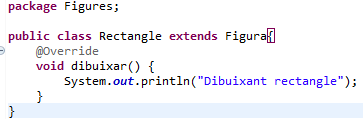 package Figures;
public class Rectangle extends Figura{
@Override
void dibuixar() {
System.out.println("Dibuixant rectangle");
}
}